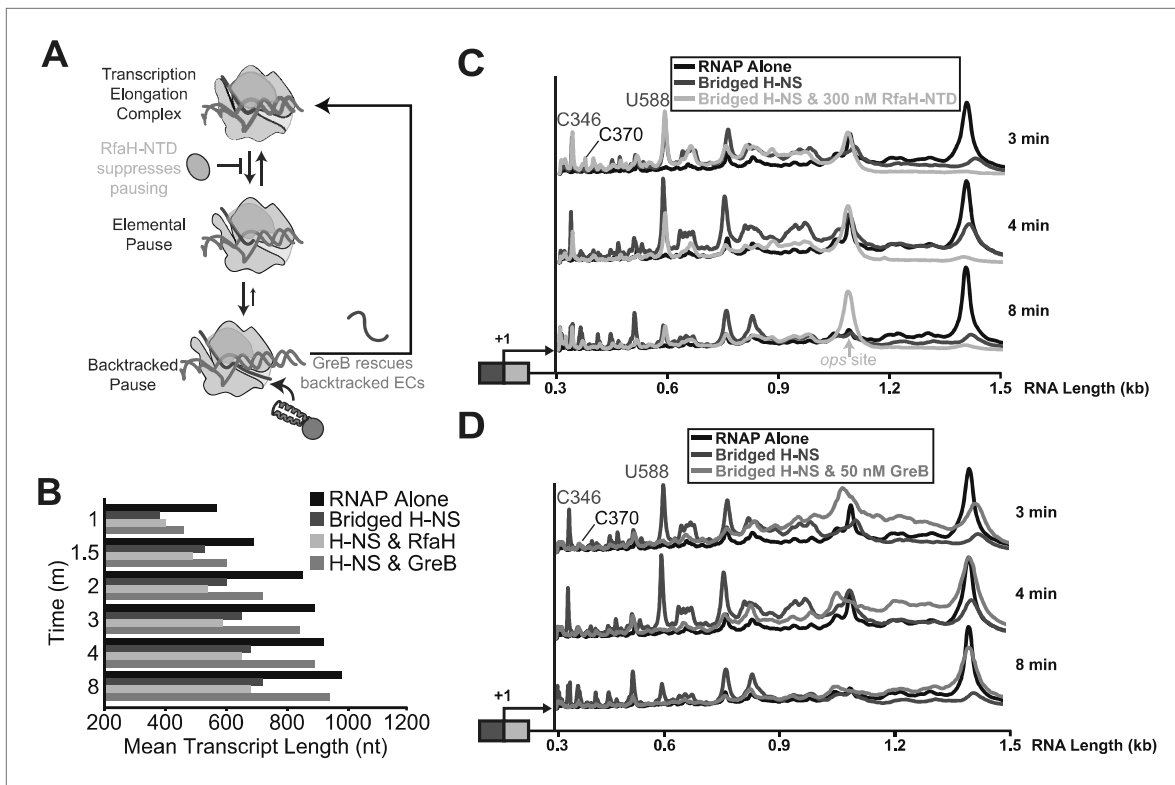 A
Transcription
Elongation
Complex
RfaH-NTD
suppresses
pausing
Elemental
Pause
Backtracked
Pause
GreB rescues
backtracked ECs
B
RNAP Alone
Bridged H-NS
H-NS & RfaH
H-NS & GreB
Time (m)
1
1.5
2
3
4
8
200 400 600 800 1000 1200
Mean Transcript Length (nt)
C
RNAP Alone
Bridged H-NS
Bridged H-NS & 300 nM RfaH-NTD
U588
C346
C370
3 min
4 min
8 min
ops site
+1
0.3 0.6 0.9 1.2 1.5 RNA Length (kb)
D
RNAP Alone
Bridged H-NS
Bridged H-NS & 50 nM GreB
U588
C346
C370
3 min
4 min
8 min
+1
0.3 0.6 0.9 1.2 1.5 RNA Length (kb)